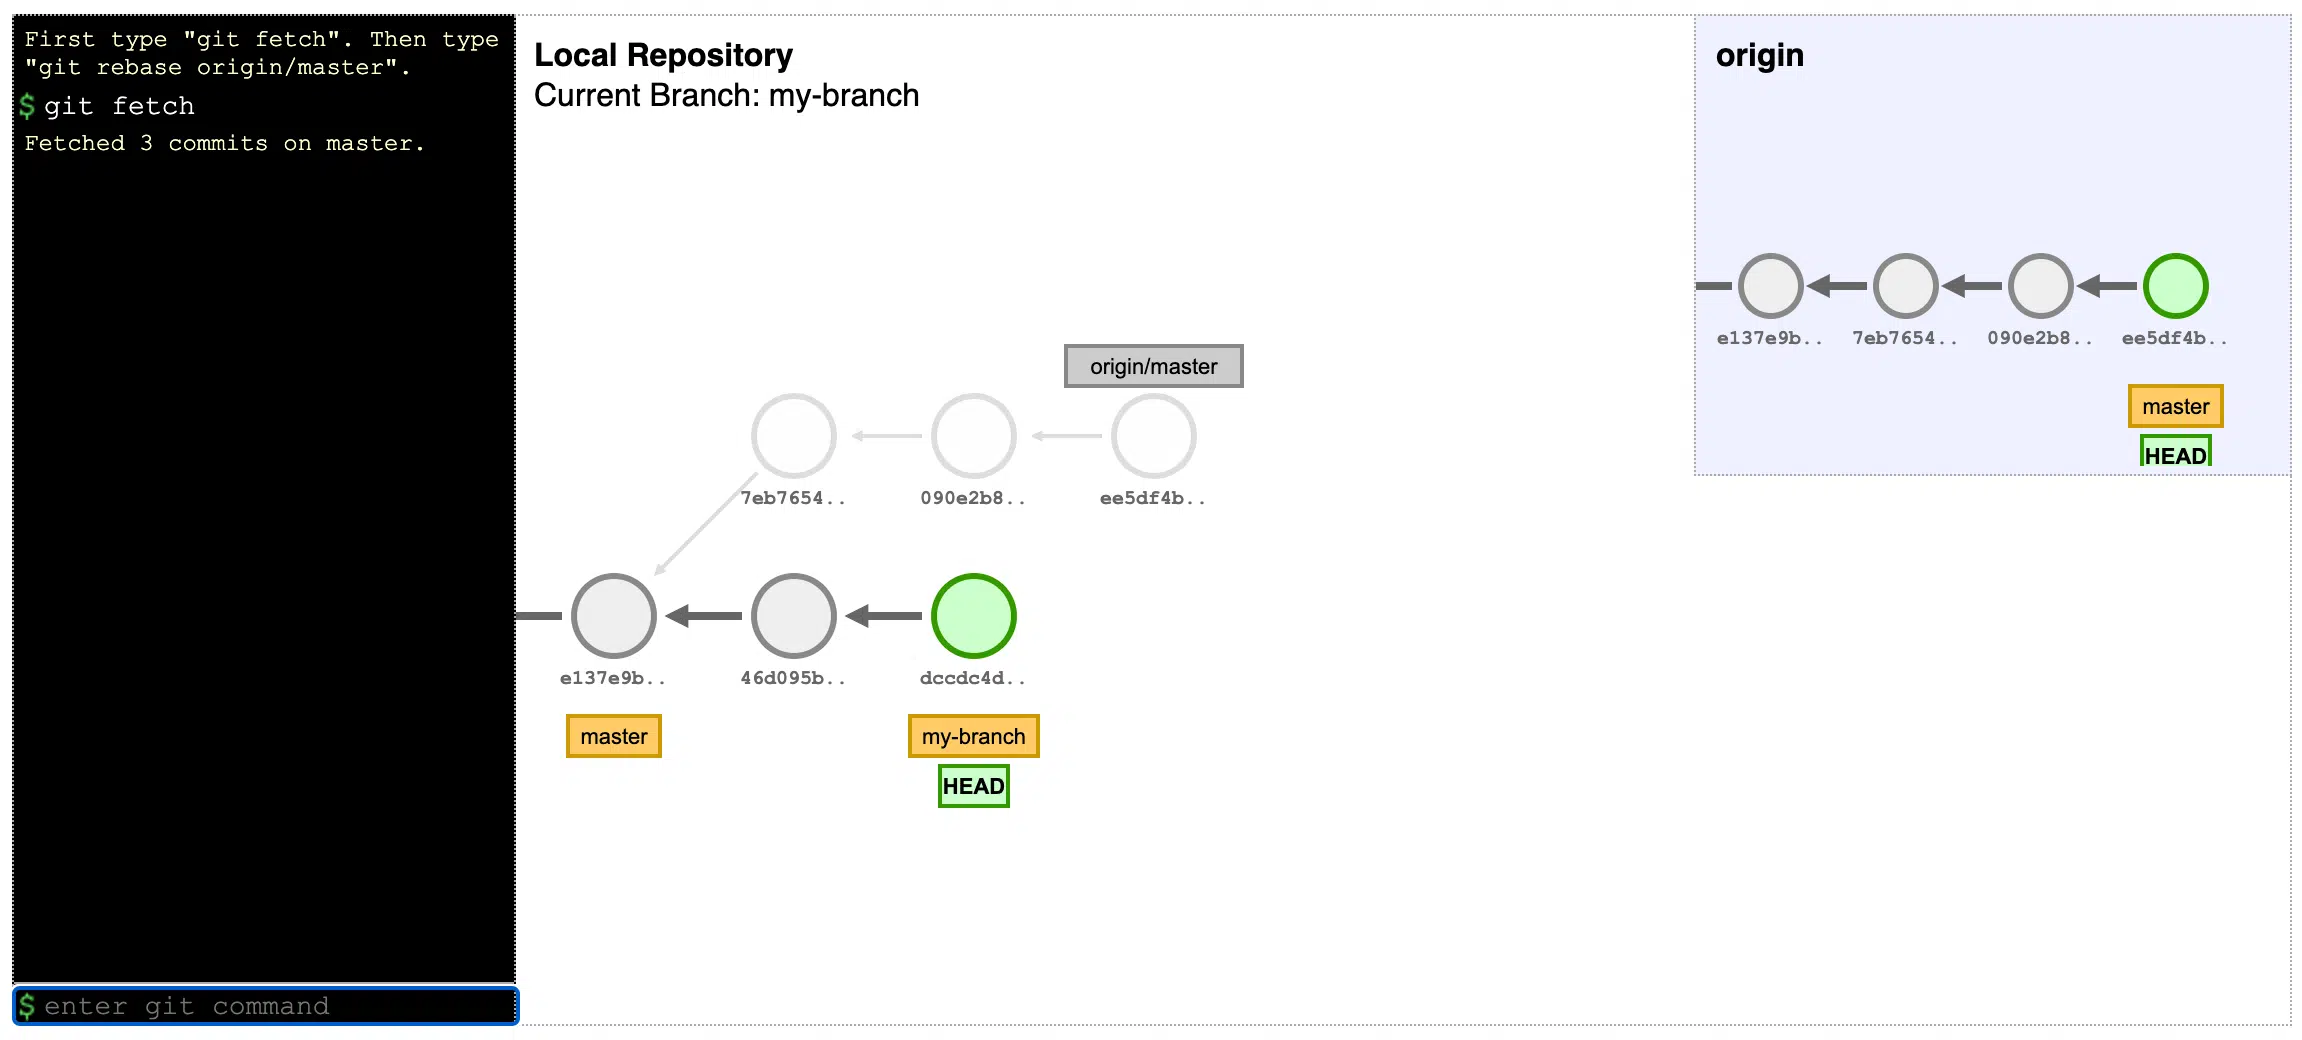 First type "git fetch". Then type
"git rebase origin/master".
$ git fetch
Fetched 3 commits on master.
$ enter git command
Local Repository
Current Branch: my-branch
origin/master
7eb7654..
090e2b8..
ee5df4b..
e137e9b..
46d095b..
dccdc4d..
master
my-branch
HEAD
origin
e137e9b..
7eb7654..
090e2b8..
ee5df4b..
master
HEAD